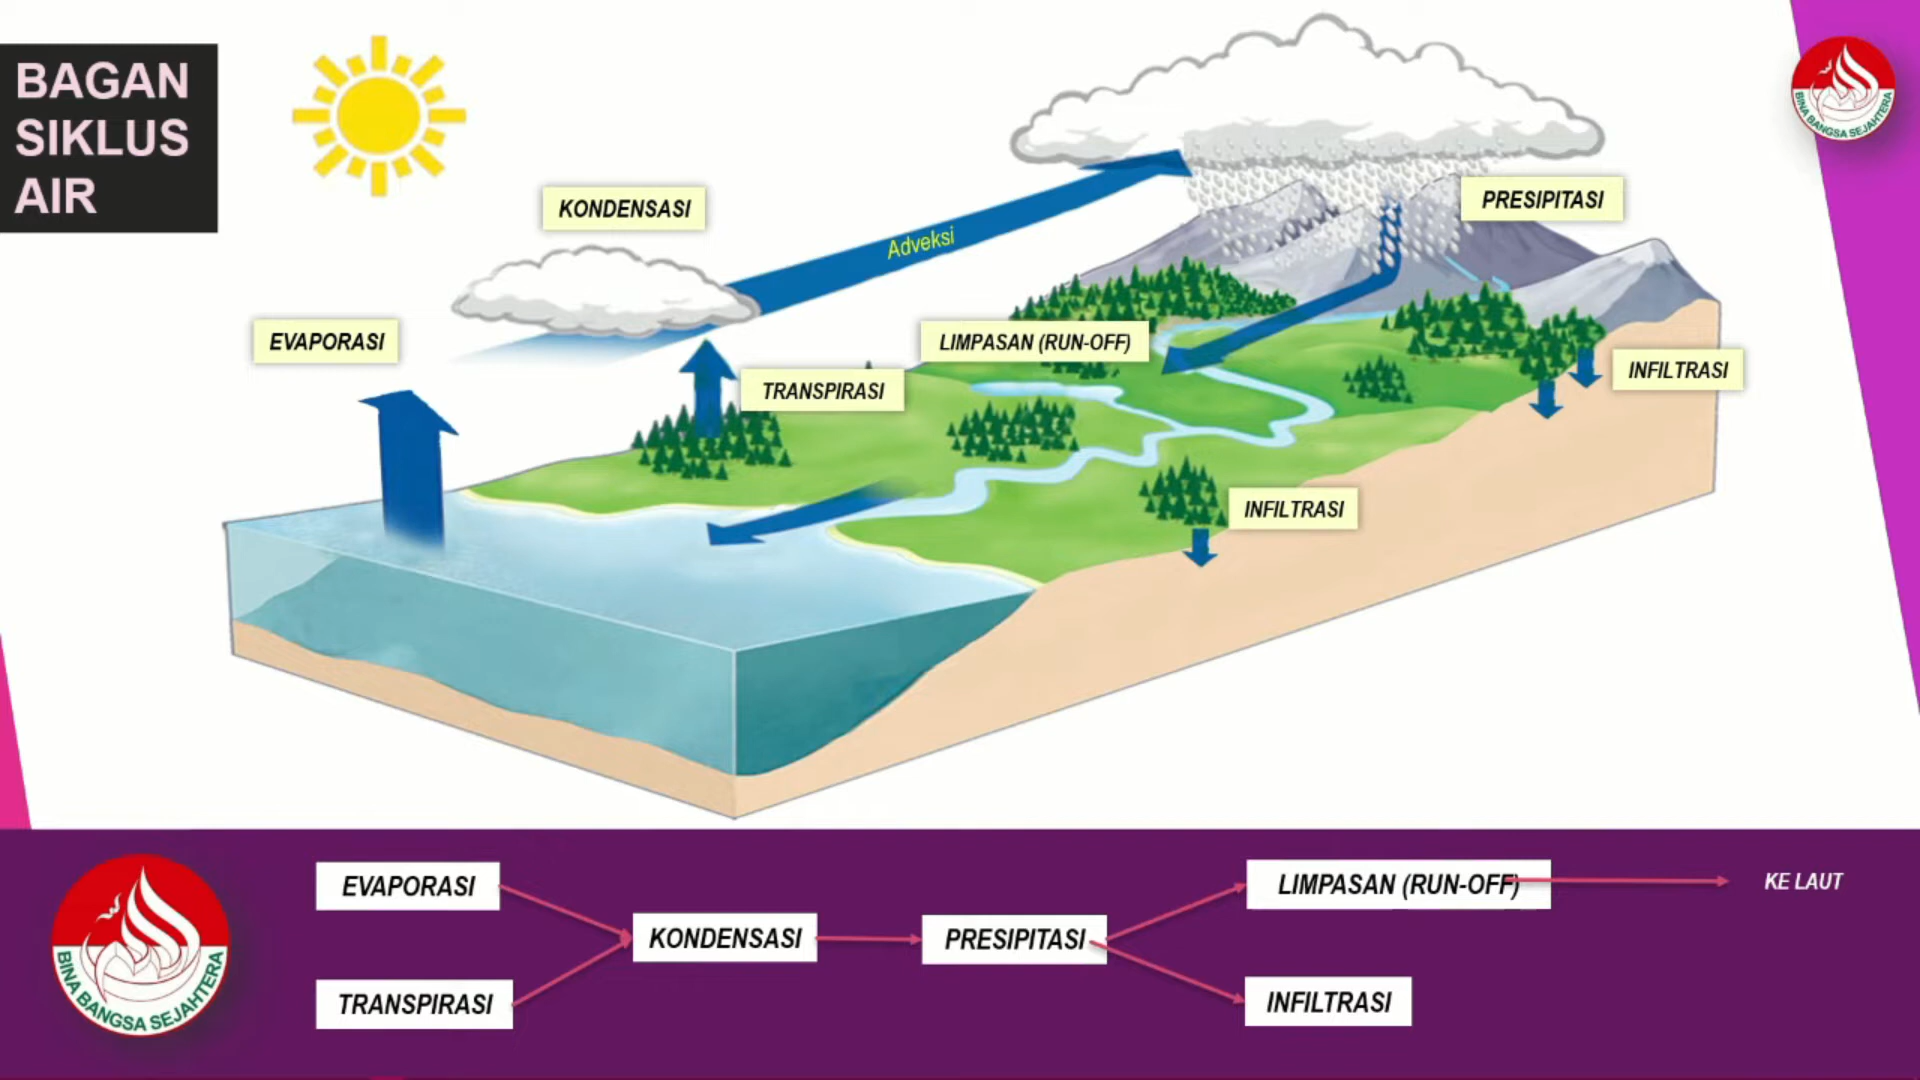 BAGAN
SIKLUS
AIR
BINA BANGSA SEJAHTERA
KONDENSASI
PRESIPITASI
Adveksi
EVAPORASI
LIMPASAN (RUN-OFF)
TRANSPIRASI
INFILTRASI
INFILTRASI
EVAPORASI
LIMPASAN (RUN-OFF)
KE LAUT
KONDENSASI
PRESIPITASI
TRANSPIRASI
INFILTRASI
BINA BANGSA SEJAHTERA